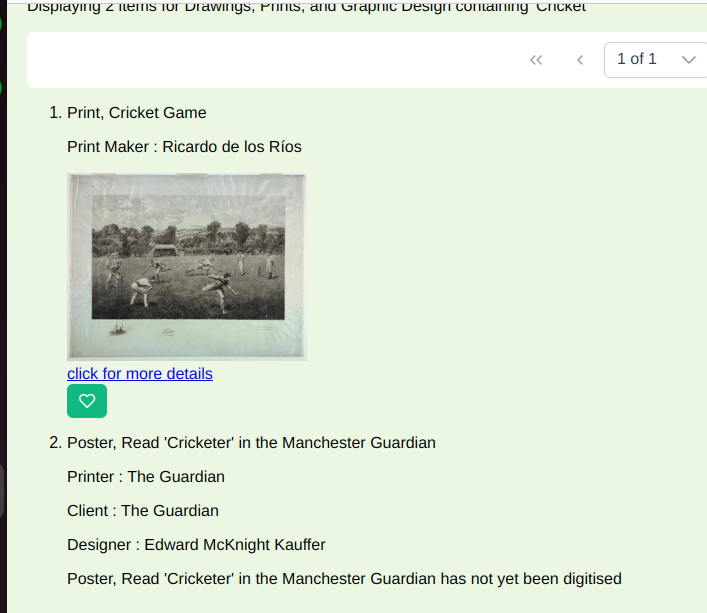 Displaying 2 items for Drawings, Prints, and Graphic Design containing 'Cricket'
1 of 1
1. Print, Cricket Game
Print Maker : Ricardo de los Ríos
click for more details
2. Poster, Read 'Cricketer' in the Manchester Guardian
Printer : The Guardian
Client : The Guardian
Designer : Edward McKnight Kauffer
Poster, Read 'Cricketer' in the Manchester Guardian has not yet been digitised